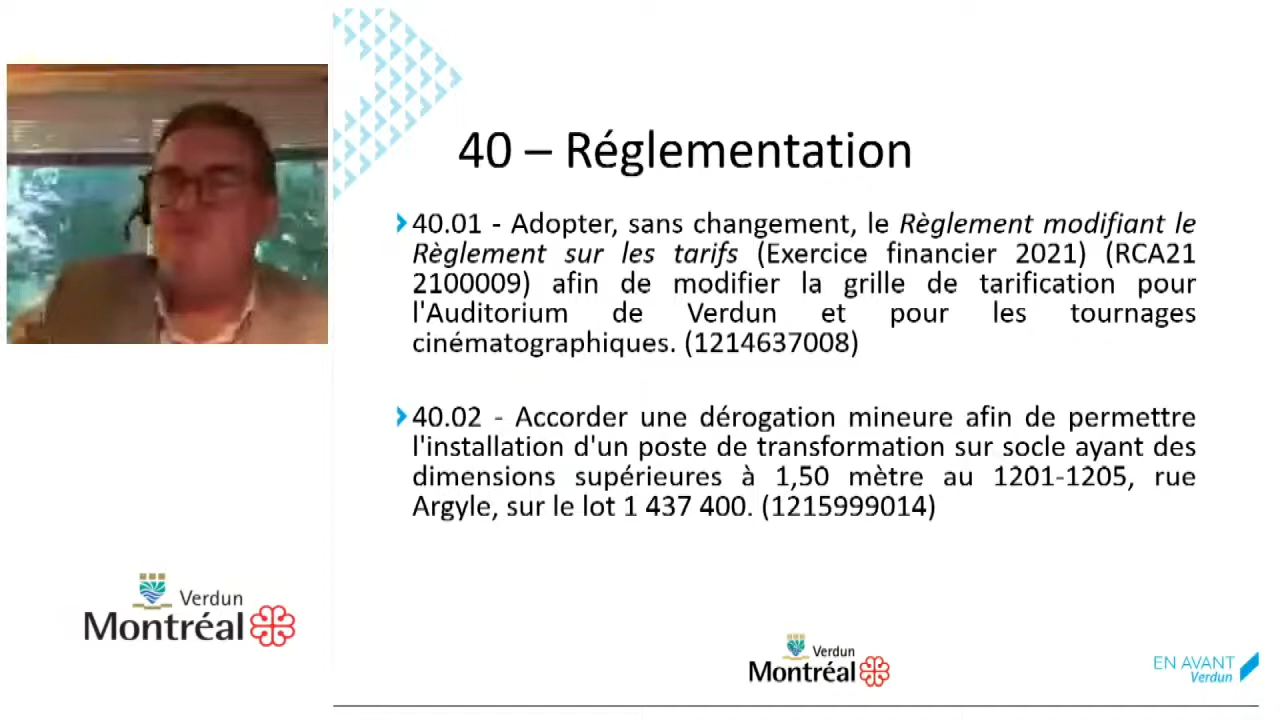 40 – Réglementation
40.01 - Adopter, sans changement, le Règlement modifiant le
Règlement sur les tarifs (Exercice financier 2021) (RCA21
2100009) afin de modifier la grille de tarification pour
l'Auditorium de Verdun et pour les tournages
cinématographiques. (1214637008)
40.02 - Accorder une dérogation mineure afin de permettre
l'installation d'un poste de transformation sur socle ayant des
dimensions supérieures à 1,50 mètre au 1201-1205, rue
Argyle, sur le lot 1 437 400. (1215999014)
Verdun
Montréal
Verdun
Montréal
EN AVANT
Verdun